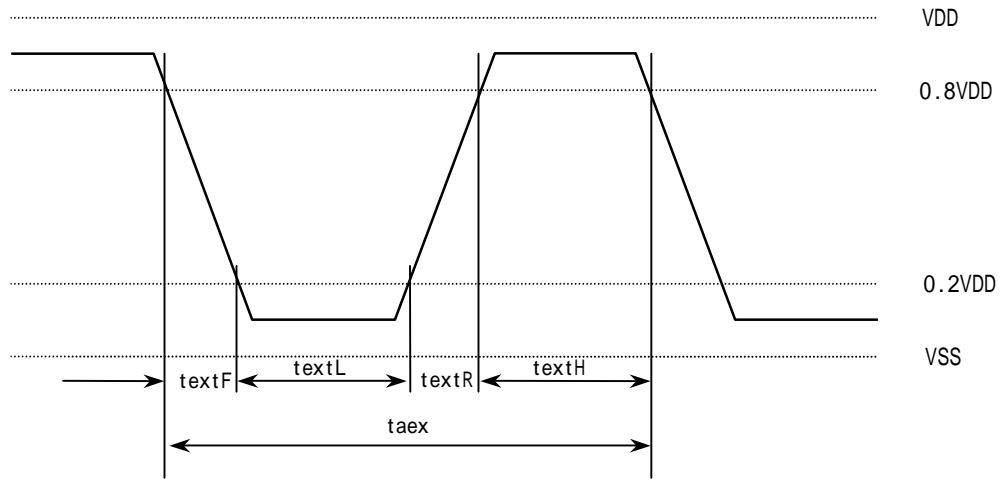 VDD
0.8VDD
0.2VDD
VSS
textF
textL
textR
textH
taex